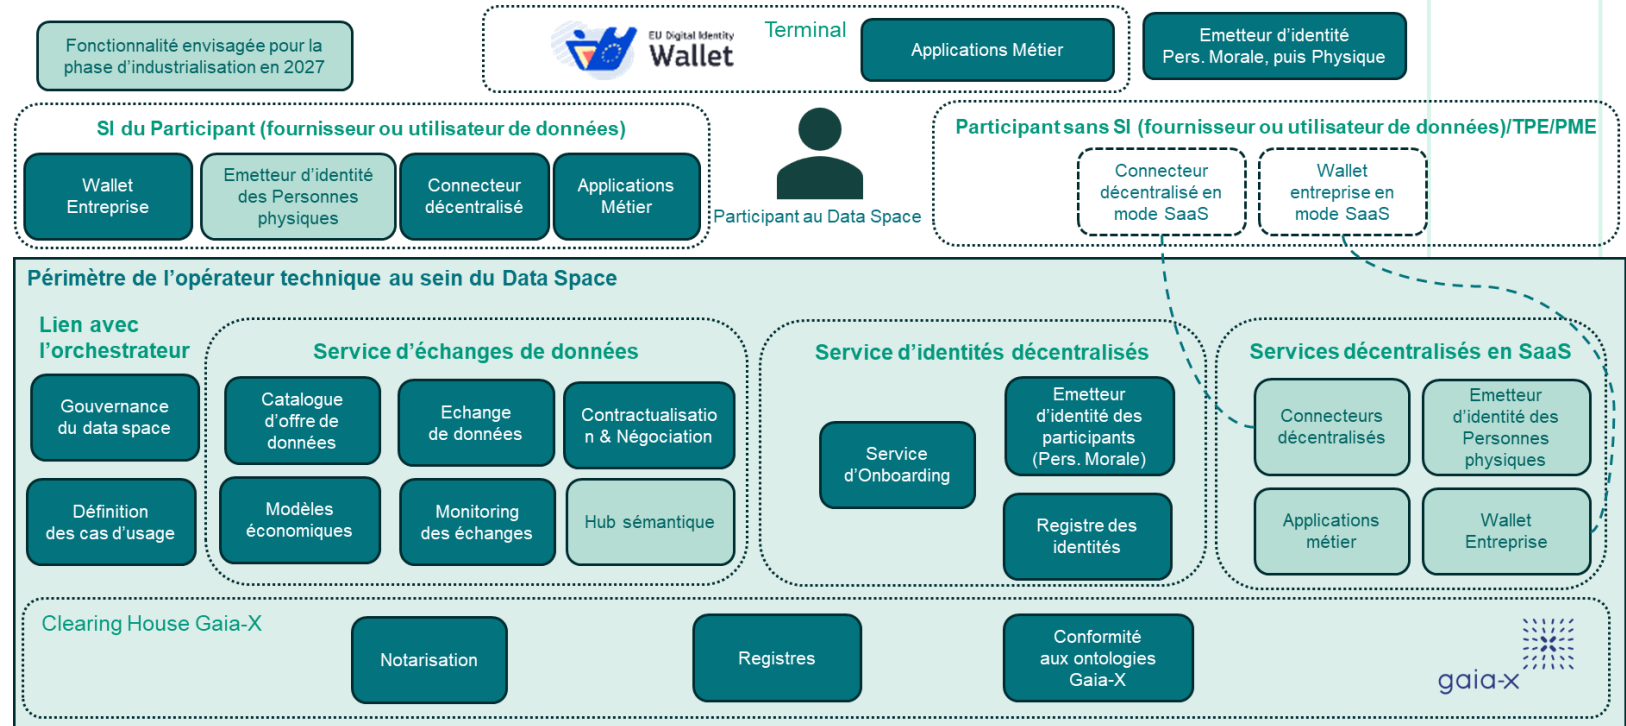 Fonctionnalité envisagée pour la
phase d’industrialisation en 2027
EU Digital Identity
Wallet
Terminal
Applications Métier
Emetteur d’identité
Pers. Morale, puis Physique
SI du Participant (fournisseur ou utilisateur de données)
Wallet
Entreprise
Emetteur d’identité
des Personnes
physiques
Connecteur
décentralisé
Applications
Métier
Participant au Data Space
Participant sans SI (fournisseur ou utilisateur de données)/TPE/PME
Connecteur
décentralisé en
mode SaaS
Wallet
entreprise en
mode SaaS
Périmètre de l’opérateur technique au sein du Data Space
Lien avec
l’orchestrateur
Gouvernance
du data space
Définition
des cas d’usage
Service d’échanges de données
Catalogue
d’offre de
données
Echange
de données
Contractualisatio
n & Négociation
Modèles
économiques
Monitoring
des échanges
Hub sémantique
Service d’identités décentralisés
Service
d’Onboarding
Emetteur
d’identité des
participants
(Pers. Morale)
Registre des
identités
Services décentralisés en SaaS
Connecteurs
décentralisés
Emetteur
d’identité des
Personnes
physiques
Applications
métier
Wallet
Entreprise
Clearing House Gaia-X
Notarisation
Registres
Conformité
aux ontologies
Gaia-X
gaia-x